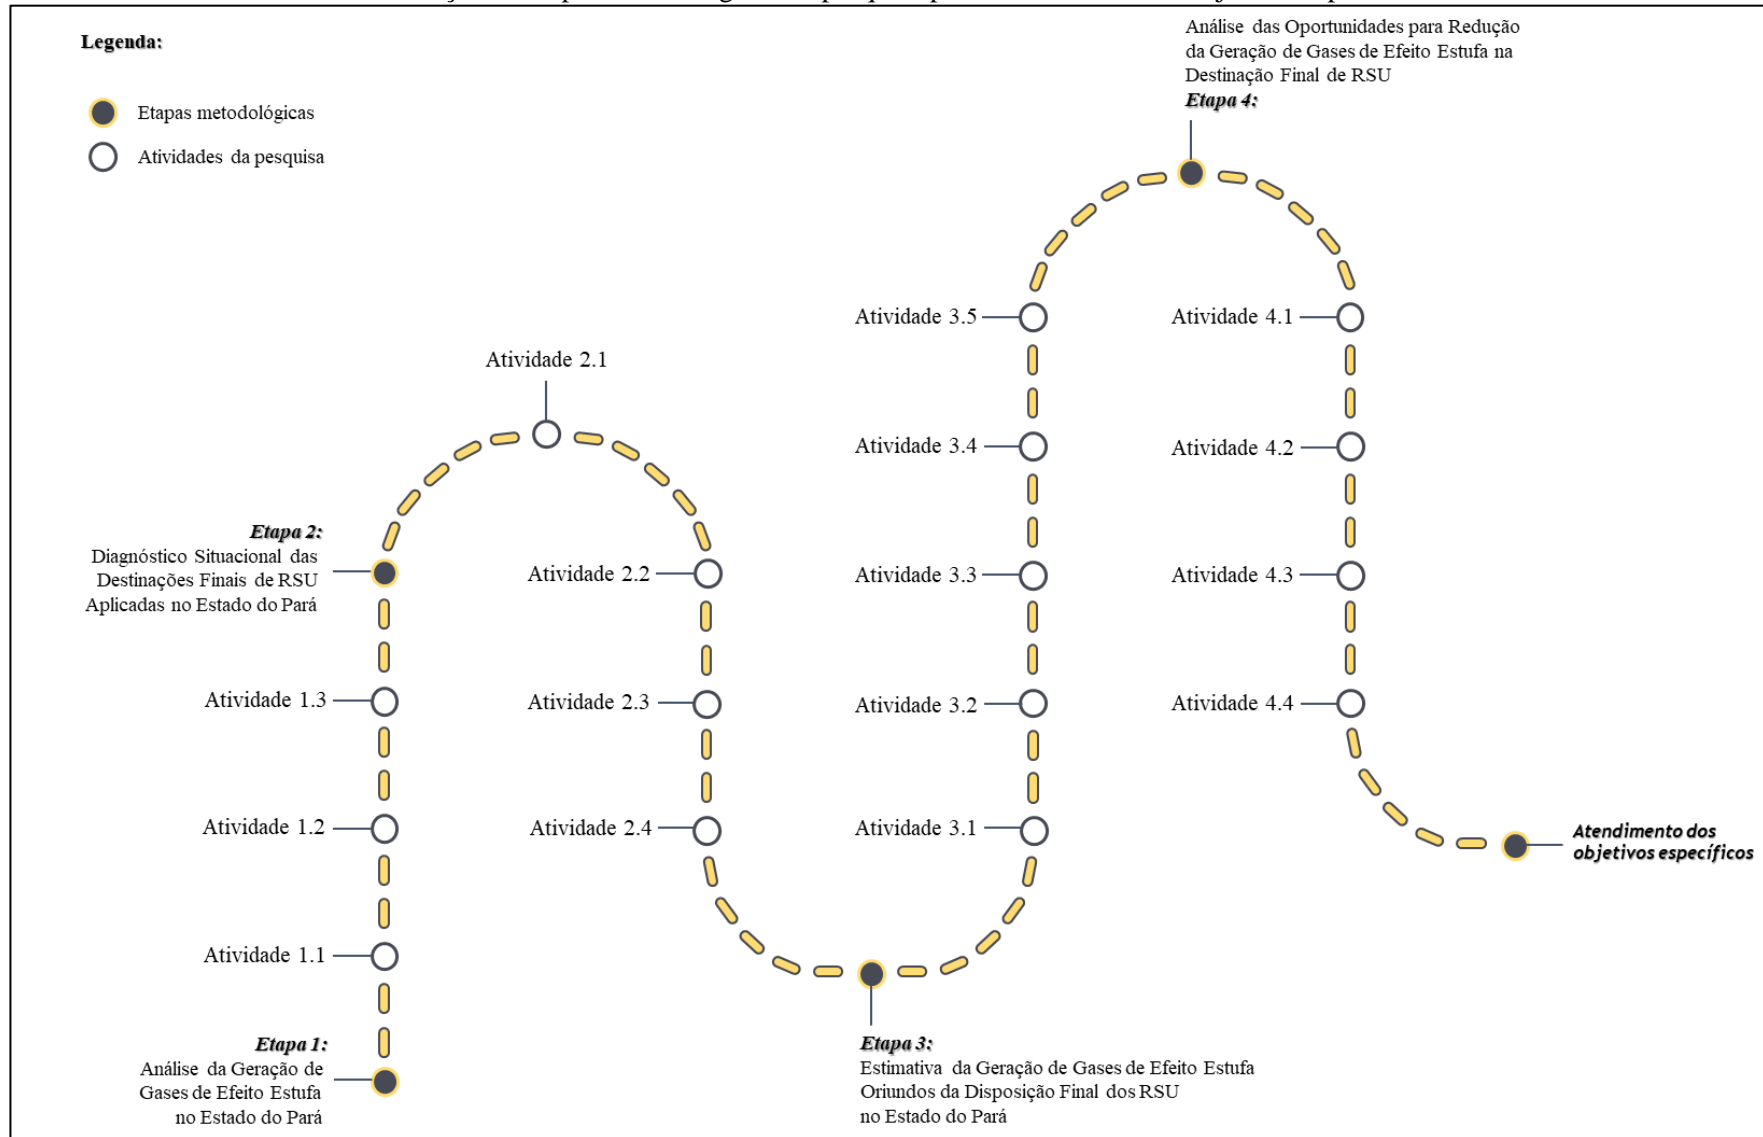 Legenda:
Etapas metodológicas
Atividades da pesquisa
Análise das Oportunidades para Redução
da Geração de Gases de Efeito Estufa na
Destinação Final de RSU
Etapa 4:
Atividade 3.5
Atividade 4.1
Atividade 2.1
Atividade 3.4
Atividade 4.2
Etapa 2:
Diagnóstico Situacional das
Destinações Finais de RSU
Aplicadas no Estado do Pará
Atividade 2.2
Atividade 3.3
Atividade 4.3
Atividade 1.3
Atividade 2.3
Atividade 3.2
Atividade 4.4
Atividade 1.2
Atividade 2.4
Atividade 3.1
Atendimento dos
objetivos específicos
Atividade 1.1
Etapa 1:
Análise da Geração de
Gases de Efeito Estufa
no Estado do Pará
Etapa 3:
Estimativa da Geração de Gases de Efeito Estufa
Oriundos da Disposição Final dos RSU
no Estado do Pará